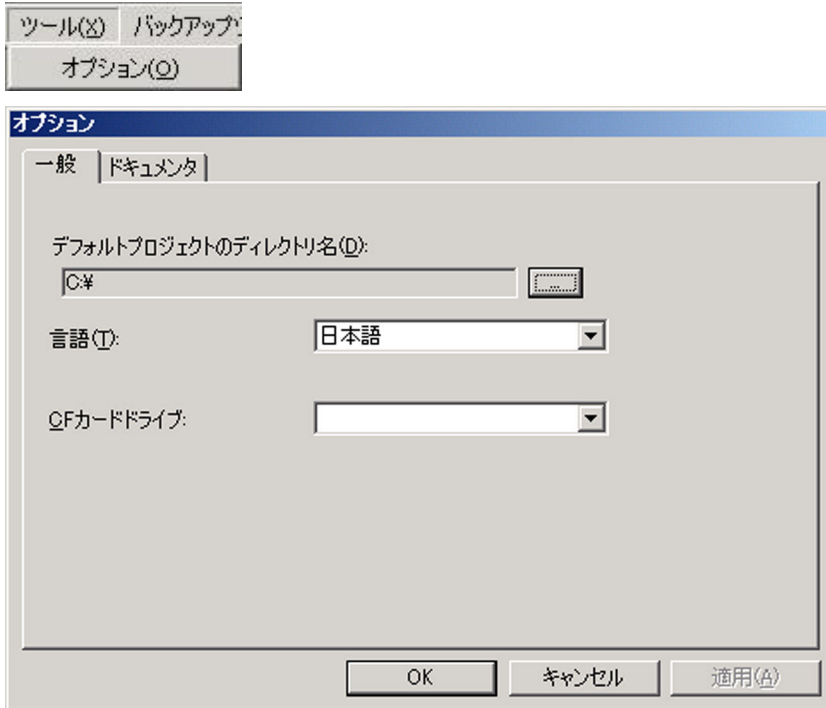 ツール(X) バックアップ
オプション(O)
オプション
一般 ドキュメンタ
デフォルトプロジェクトのディレクトリ名(D):
C:¥ ...
言語(T): 日本語
CFカードドライブ:
OK キャンセル 適用(A)